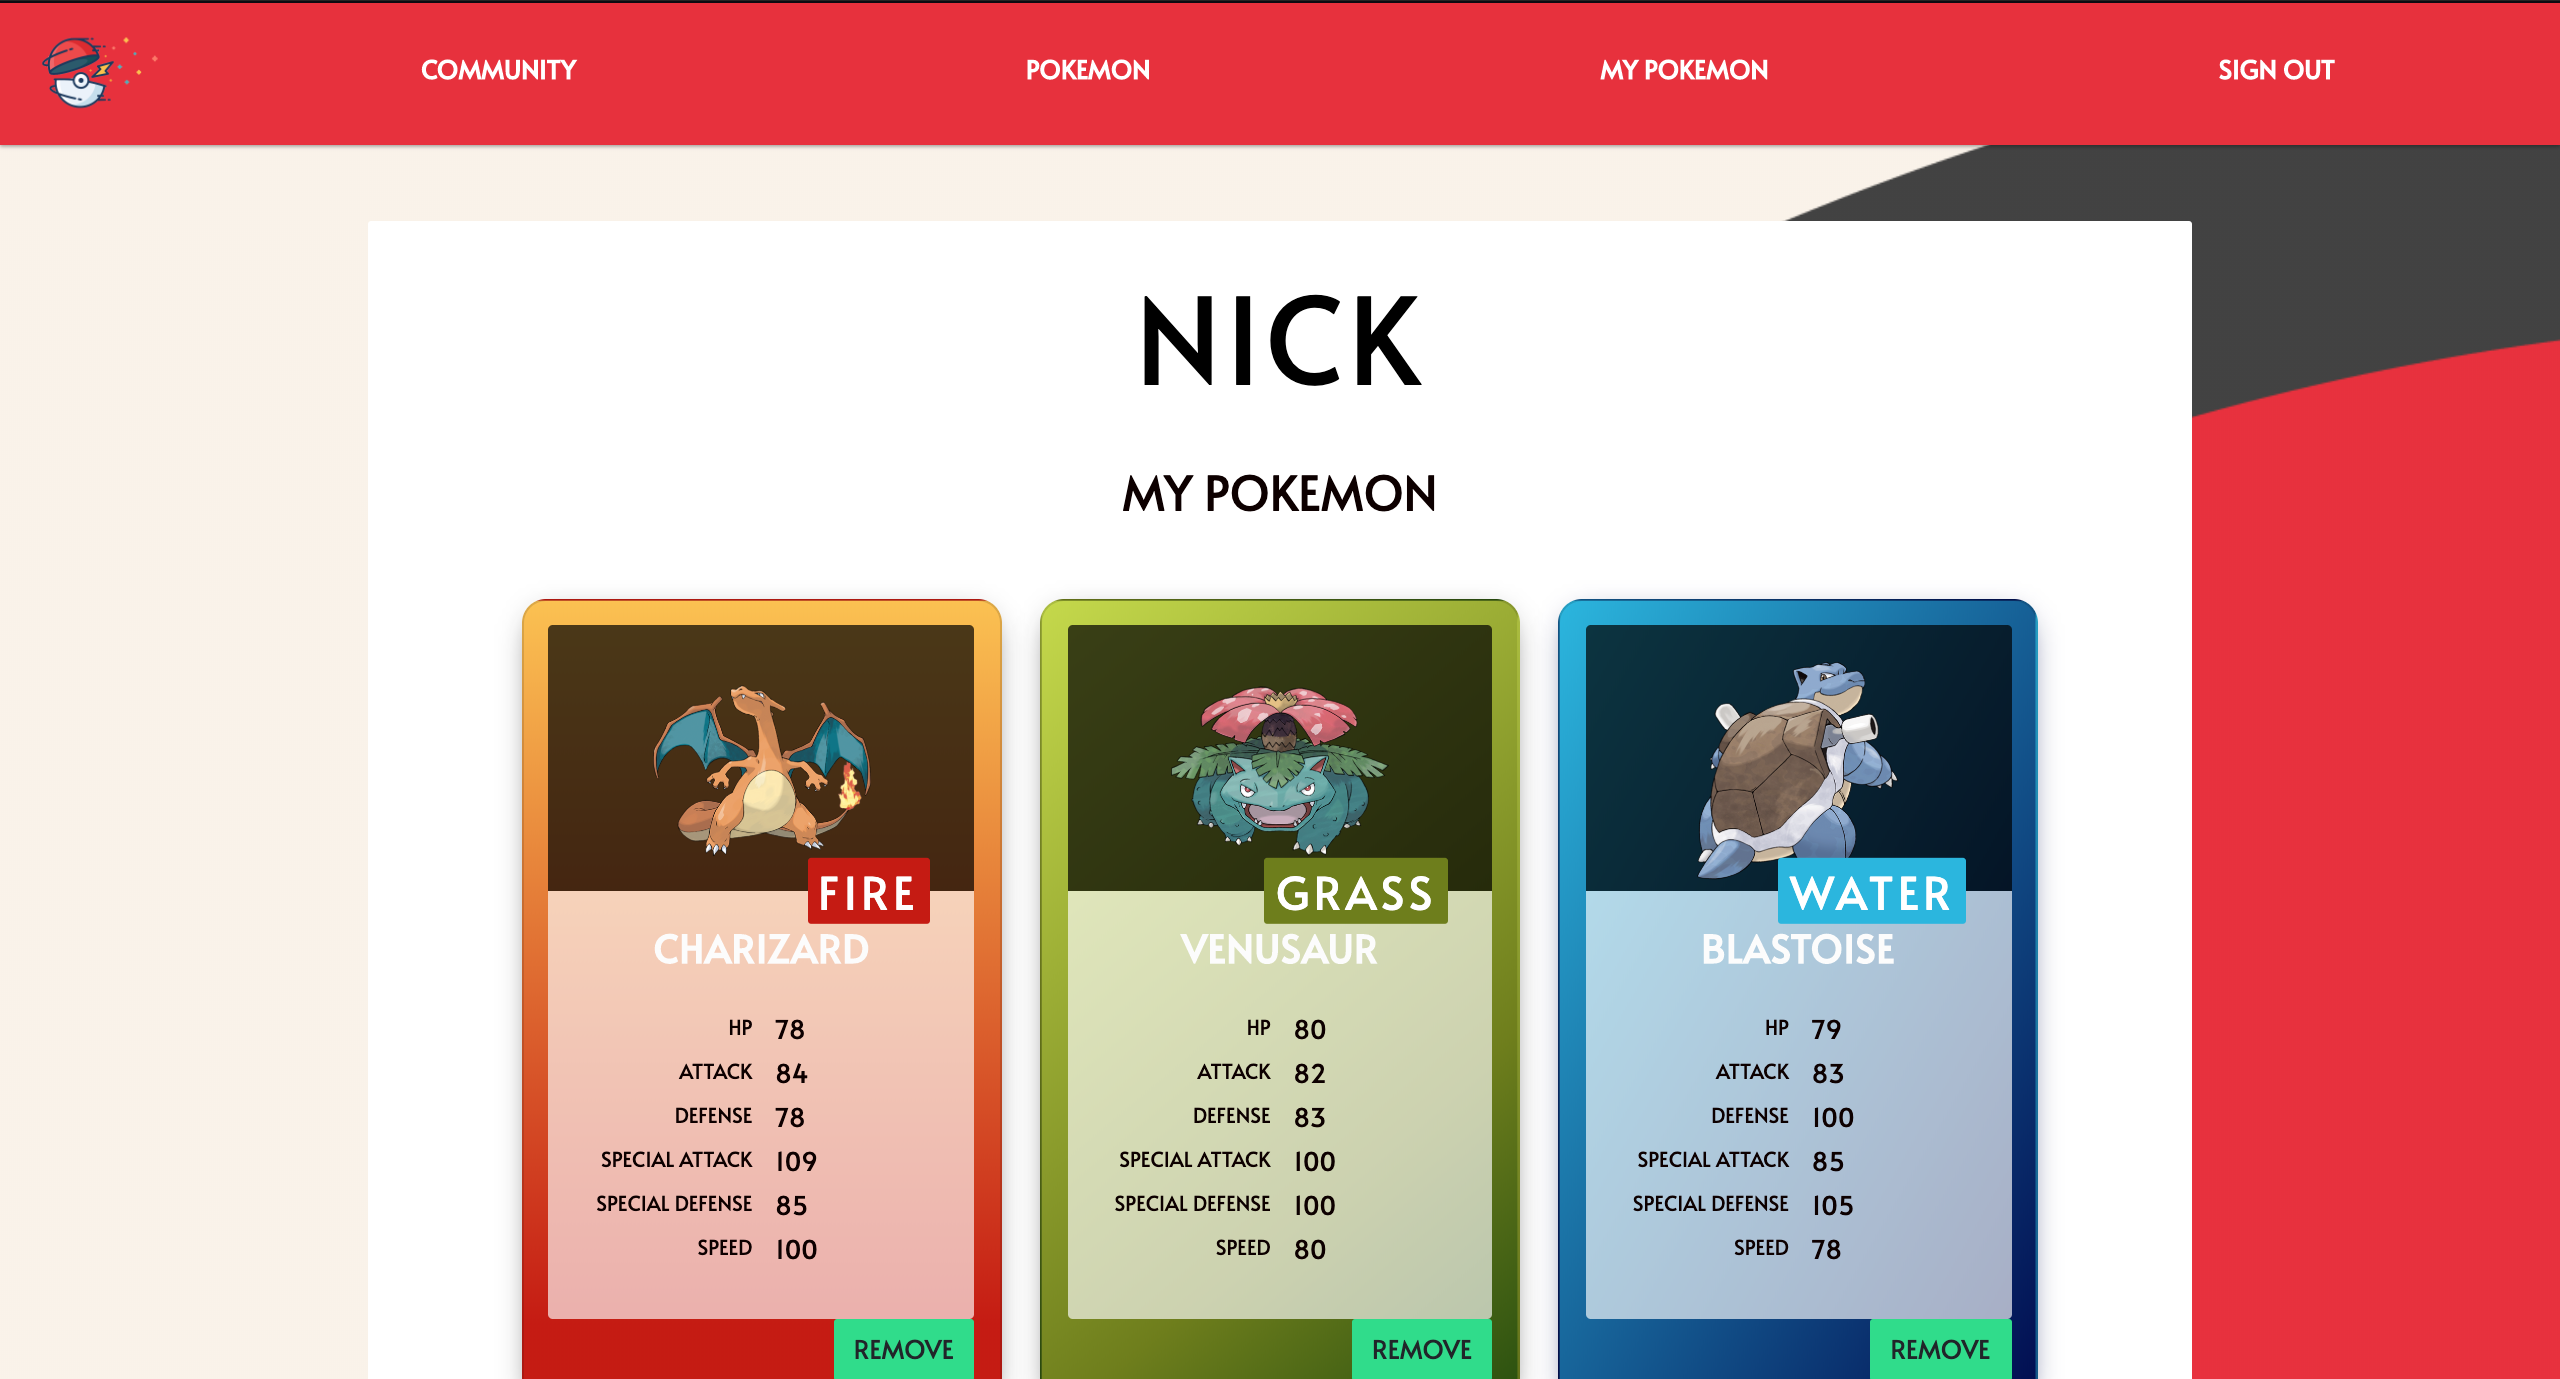 COMMUNITY
POKEMON
MY POKEMON
SIGN OUT
NICK
MY POKEMON
FIRE
CHARIZARD
HP 78
ATTACK 84
DEFENSE 78
SPECIAL ATTACK 109
SPECIAL DEFENSE 85
SPEED 100
REMOVE
GRASS
VENUSAUR
HP 80
ATTACK 82
DEFENSE 83
SPECIAL ATTACK 100
SPECIAL DEFENSE 100
SPEED 80
REMOVE
WATER
BLASTOISE
HP 79
ATTACK 83
DEFENSE 100
SPECIAL ATTACK 85
SPECIAL DEFENSE 105
SPEED 78
REMOVE